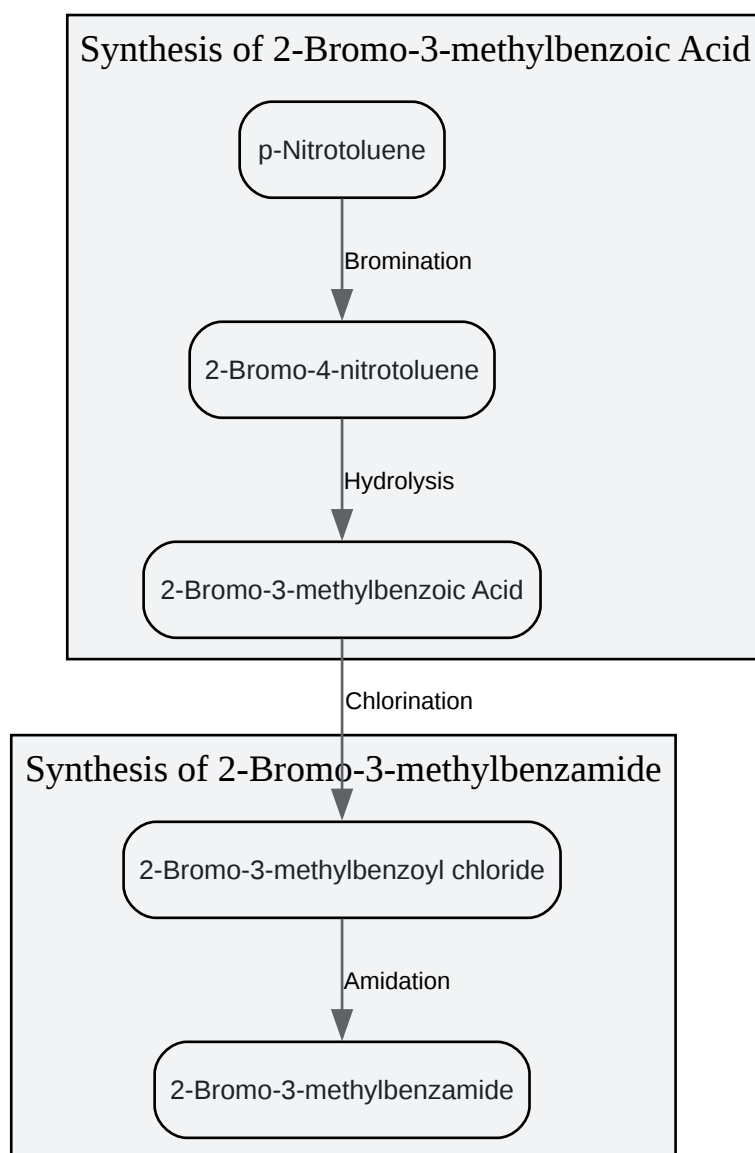 Synthesis of 2-Bromo-3-methylbenzoic Acid
p-Nitrotoluene
Bromination
2-Bromo-4-nitrotoluene
Hydrolysis
2-Bromo-3-methylbenzoic Acid
Chlorination
Synthesis of 2-Bromo-3-methylbenzamide
2-Bromo-3-methylbenzoyl chloride
Amidation
2-Bromo-3-methylbenzamide